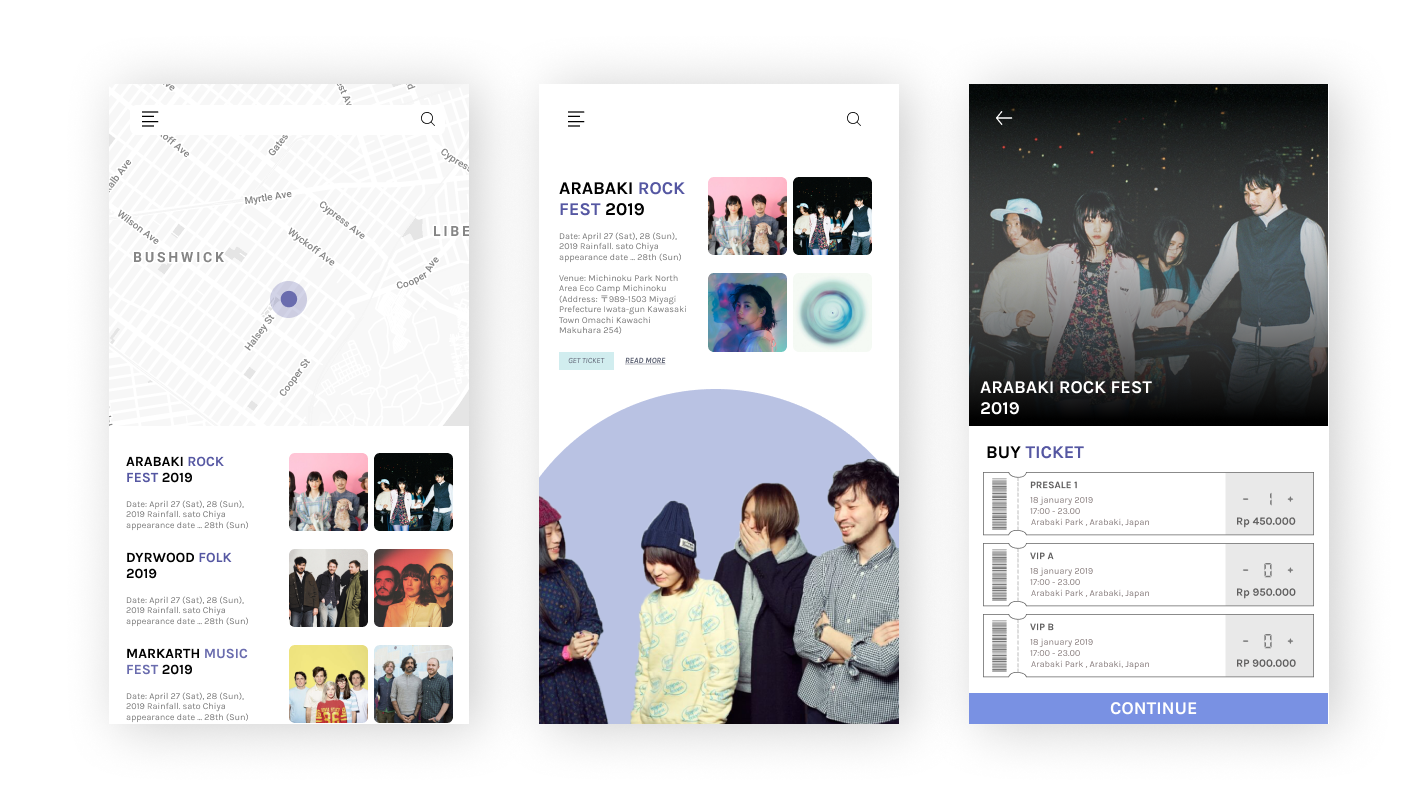 Gates
Myrtle Ave
Cypress Ave
Wilson Ave
Wyckoff Ave
LIBE
BUSHWICK
Cooper Ave
Halsey St
Cooper St
ARABAKI ROCK
FEST 2019
Date: April 27 (Sat), 28 (Sun),
2019 Rainfall. sato Chiya
appearance date ... 28th (Sun)
DYRWOOD FOLK
2019
Date: April 27 (Sat), 28 (Sun),
2019 Rainfall. sato Chiya
appearance date ... 28th (Sun)
MARKARTH MUSIC
FEST 2019
Date: April 27 (Sat), 28 (Sun),
2019 Rainfall. sato Chiya
appearance date ... 28th (Sun)
ARABAKI ROCK
FEST 2019
Date: April 27 (Sat), 28 (Sun),
2019 Rainfall. sato Chiya
appearance date ... 28th (Sun)
Venue: Michinoku Park North
Area Eco Camp Michinoku
(Address: 〒989-1503 Miyagi
Prefecture Iwata-gun Kawasaki
Town Omachi Kawachi
Makuhara 254)
GET TICKET READ MORE
ARABAKI ROCK FEST
2019
BUY TICKET
PRESALE 1
18 january 2019
17:00 - 23.00
Arabaki Park , Arabaki, Japan
- 1 +
Rp 450.000
VIP A
18 january 2019
17:00 - 23.00
Arabaki Park , Arabaki, Japan
- 0 +
Rp 950.000
VIP B
18 january 2019
17:00 - 23.00
Arabaki Park , Arabaki, Japan
- 0 +
RP 900.000
CONTINUE